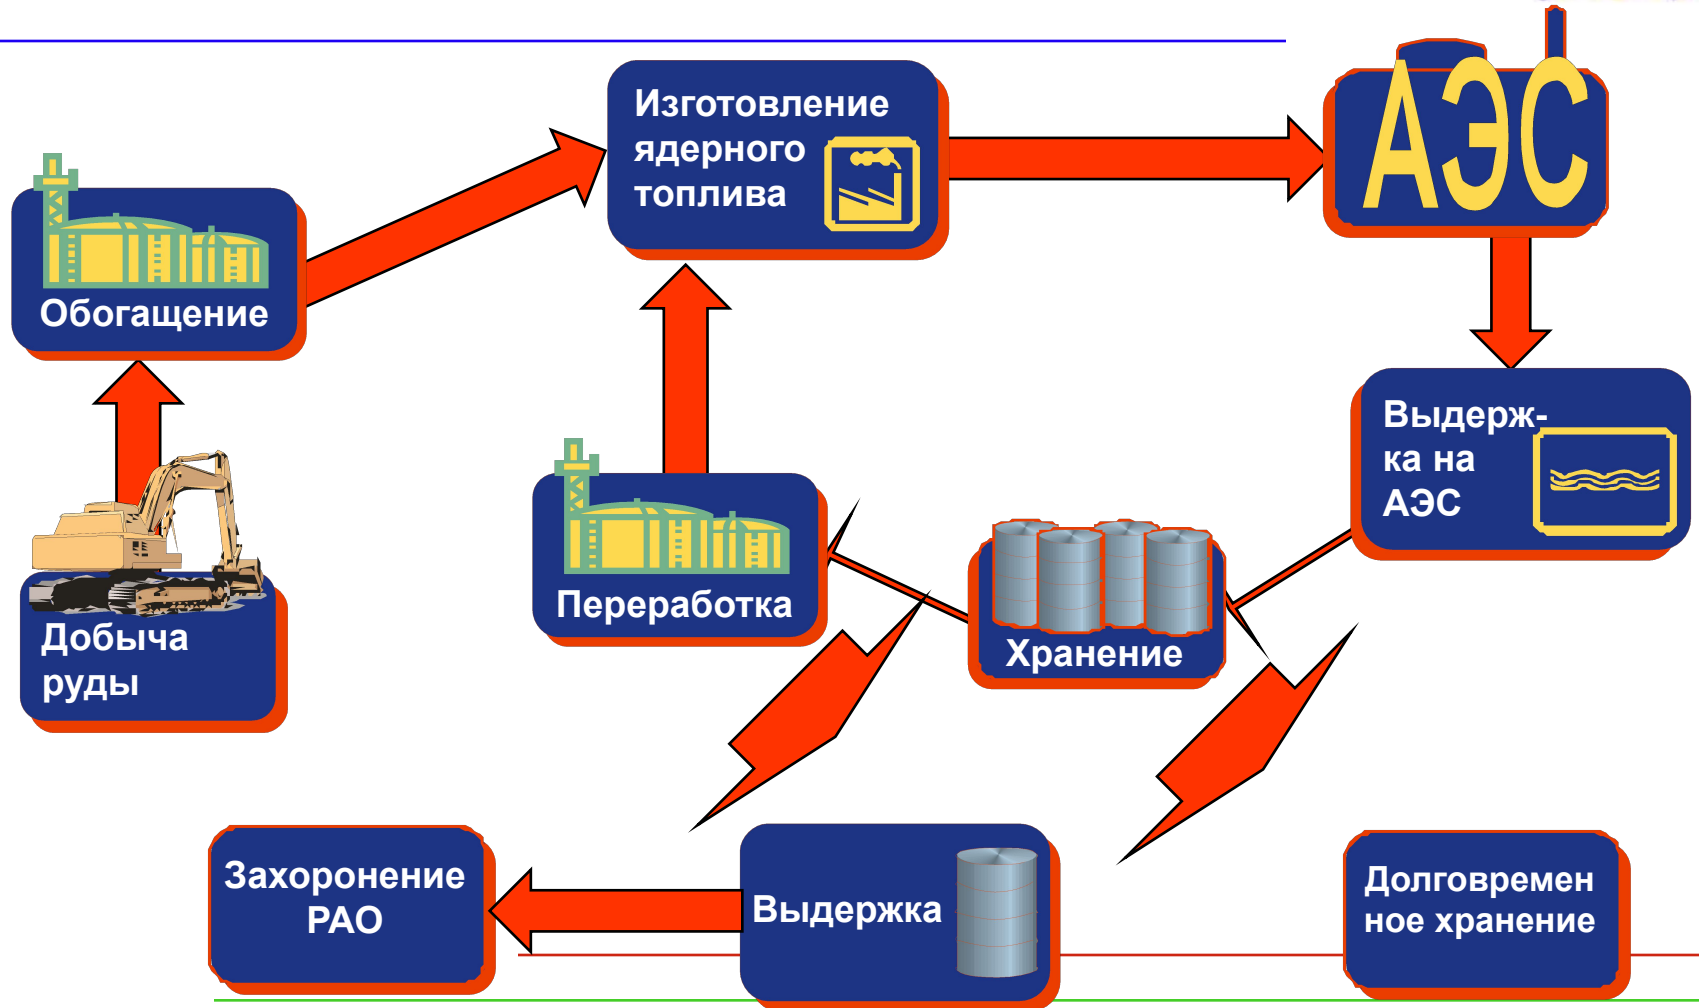 Изготовление
ядерного
топлива
АЭС
Обогащение
Выдерж-
ка на
АЭС
Переработка
Хранение
Добыча
руды
Захоронение
РАО
Выдержка
Долговремен
ное хранение